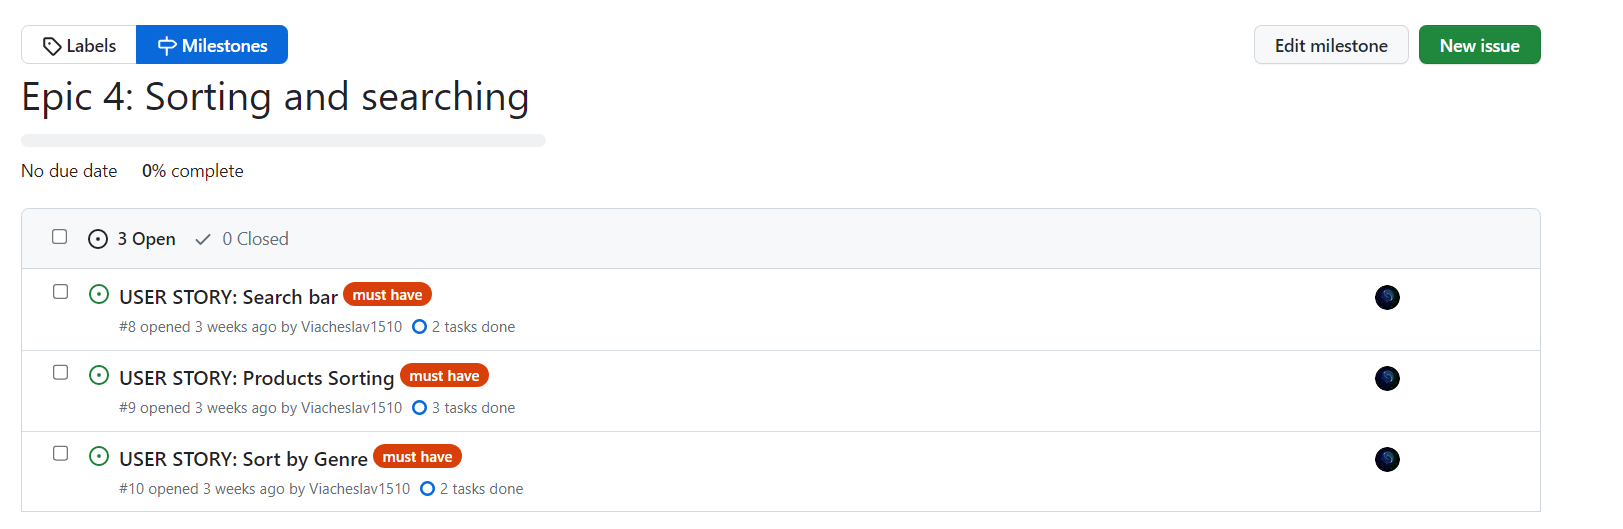 Labels Milestones Edit milestone New issue
Epic 4: Sorting and searching
No due date 0% complete
3 Open 0 Closed
USER STORY: Search bar must have
#8 opened 3 weeks ago by Viacheslav1510 2 tasks done
USER STORY: Products Sorting must have
#9 opened 3 weeks ago by Viacheslav1510 3 tasks done
USER STORY: Sort by Genre must have
#10 opened 3 weeks ago by Viacheslav1510 2 tasks done